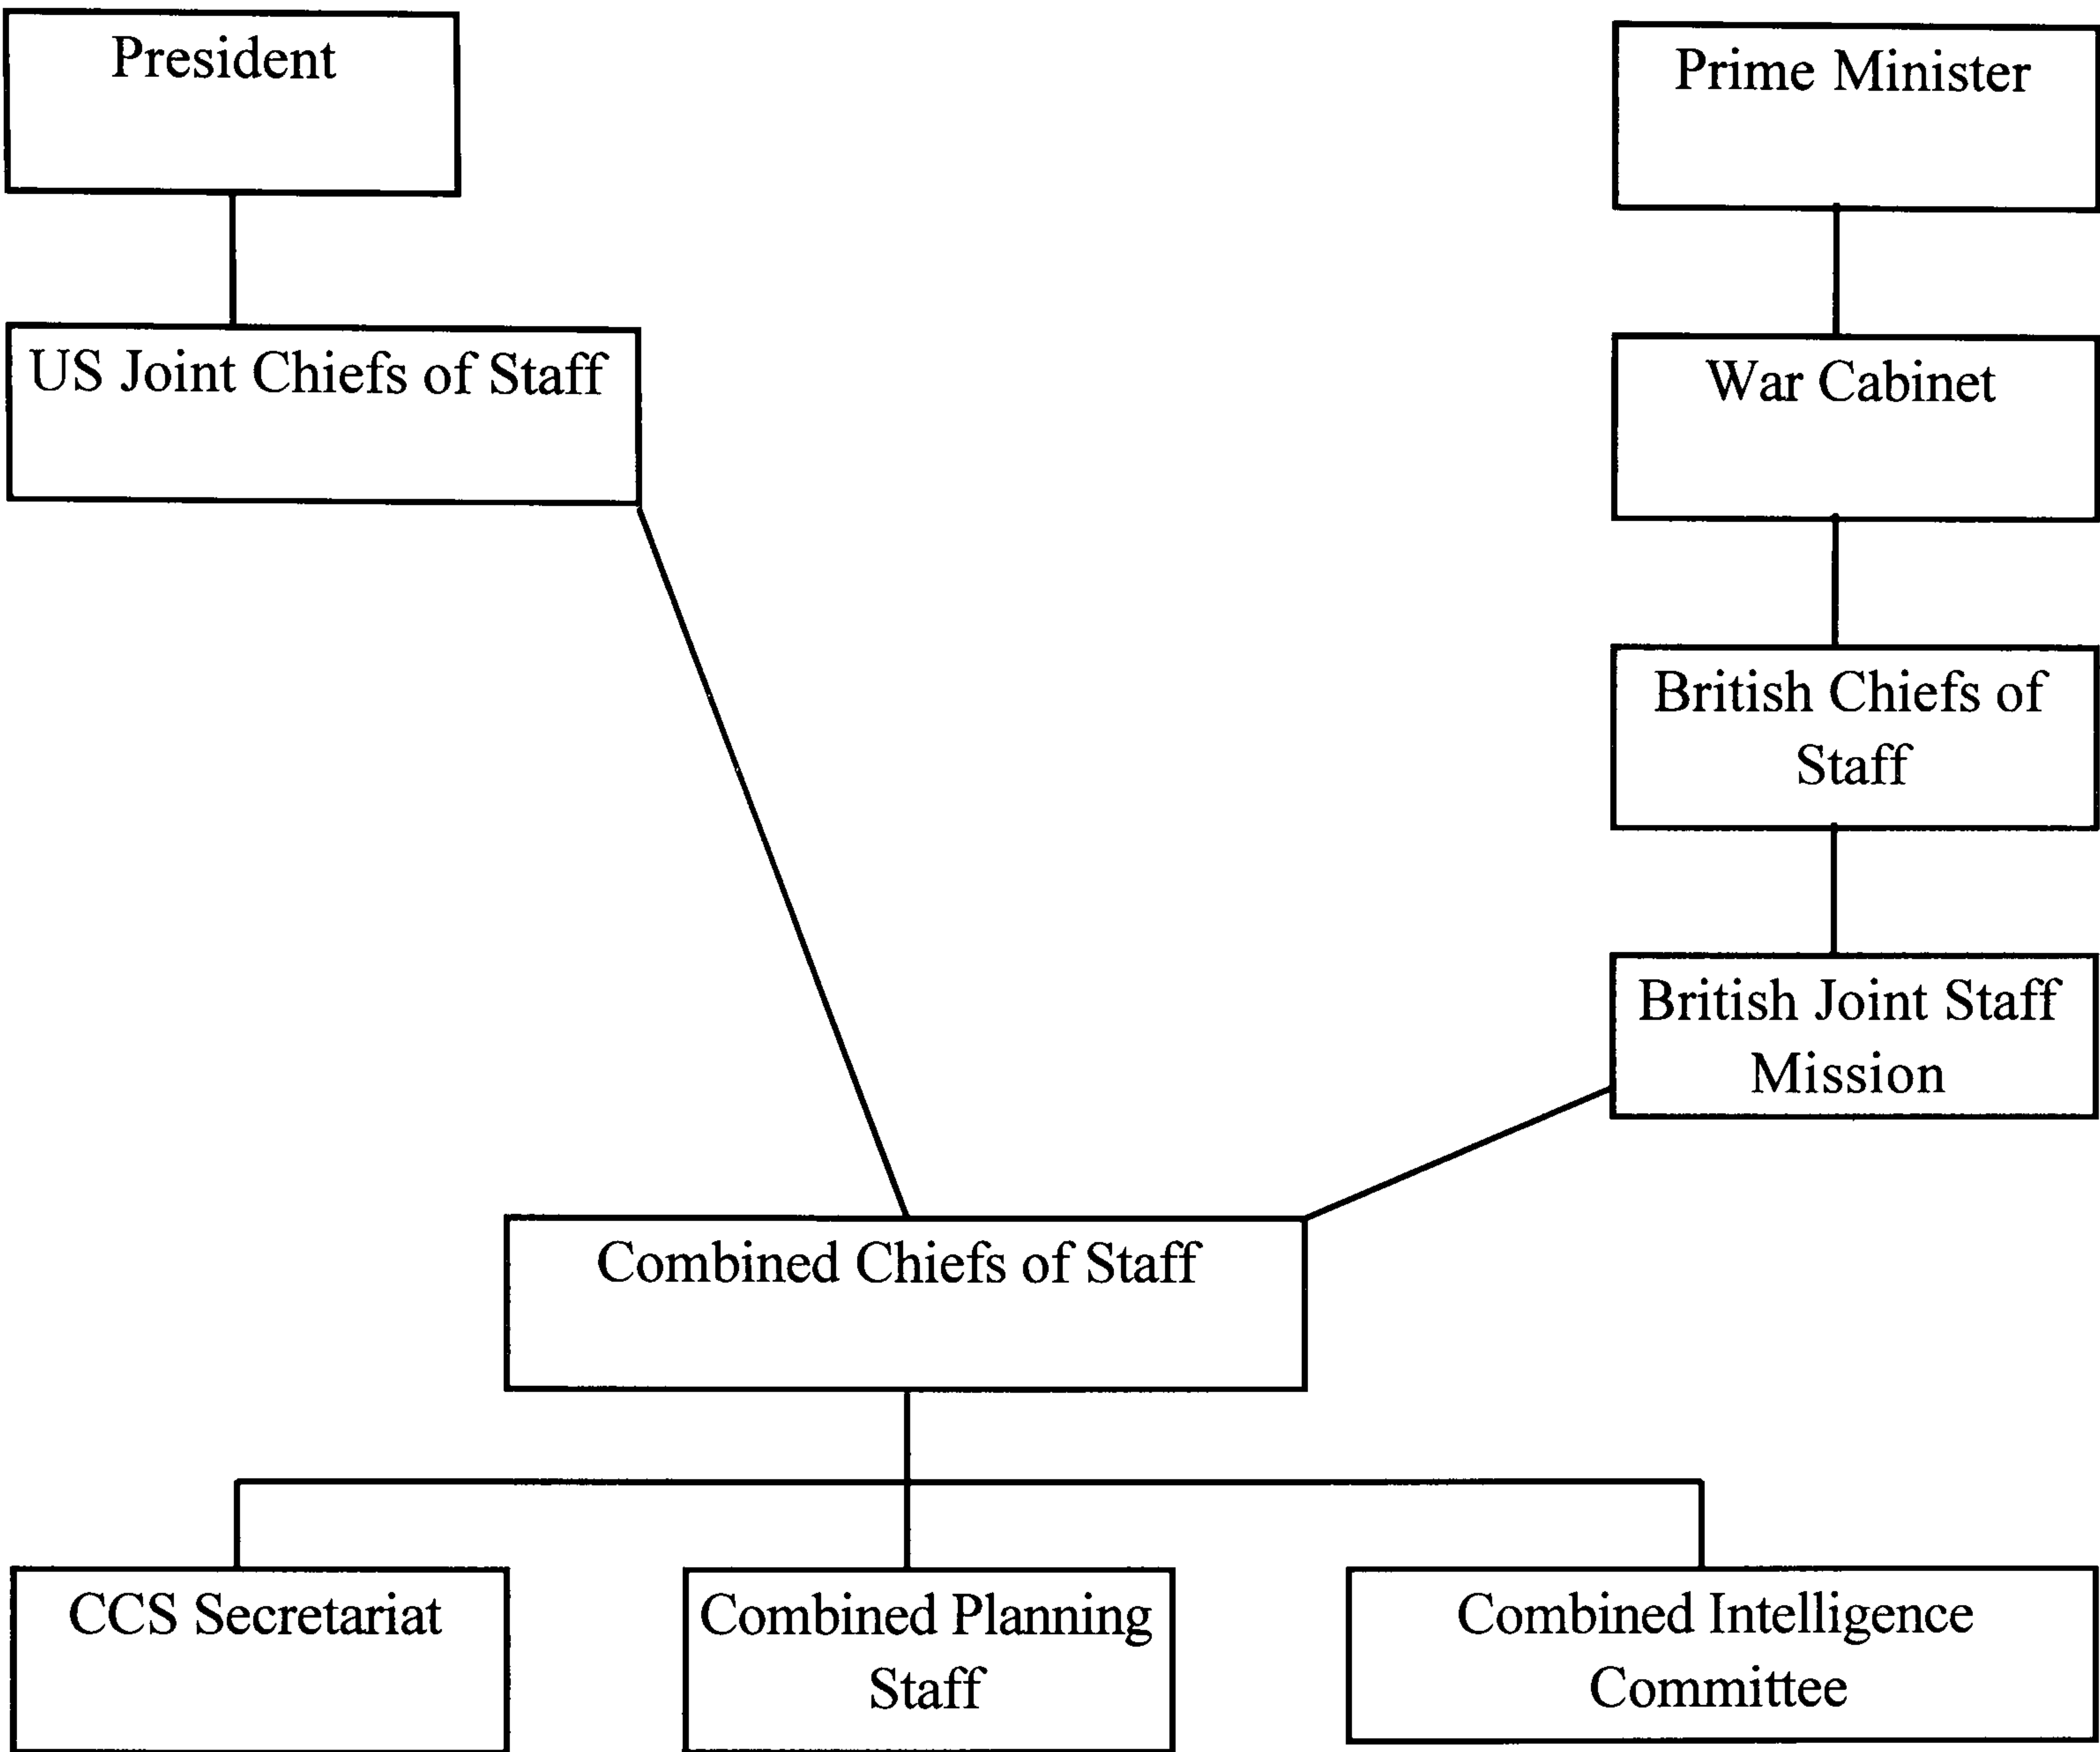 President
Prime Minister
US Joint Chiefs of Staff
War Cabinet
British Chiefs of
Staff
British Joint Staff
Mission
Combined Chiefs of Staff
CCS Secretariat
Combined Planning
Staff
Combined Intelligence
Committee